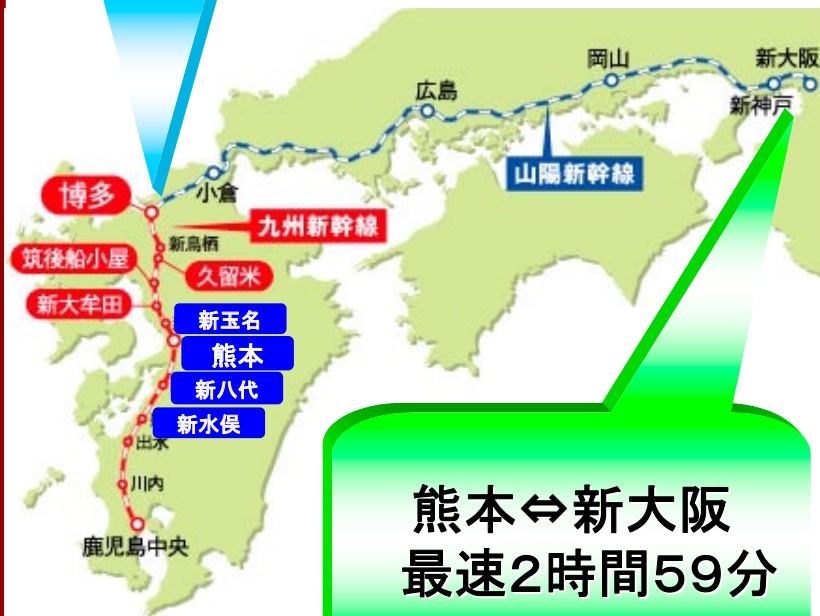 岡山
新大阪
広島
新神戸
山陽新幹線
小倉
博多
九州新幹線
新鳥栖
筑後船小屋
久留米
新大牟田
新玉名
熊本
新八代
新水俣
出水
川内
鹿児島中央
熊本⇔新大阪
最速2時間59分